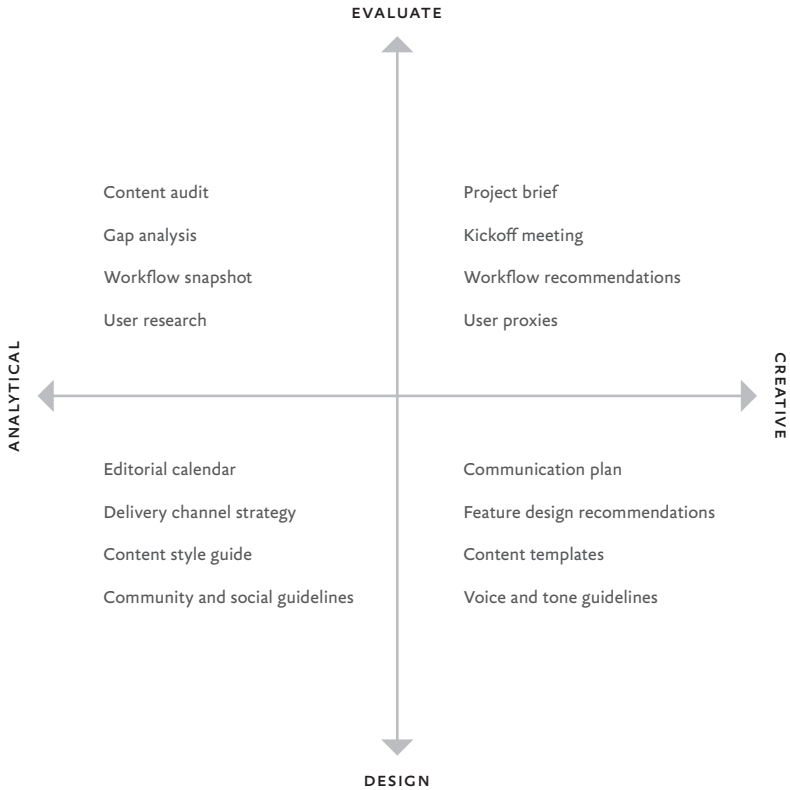 EVALUATE
Content audit
Gap analysis
Workflow snapshot
User research
Project brief
Kickoff meeting
Workflow recommendations
User proxies
ANALYTICAL
CREATIVE
Editorial calendar
Delivery channel strategy
Content style guide
Community and social guidelines
Communication plan
Feature design recommendations
Content templates
Voice and tone guidelines
DESIGN